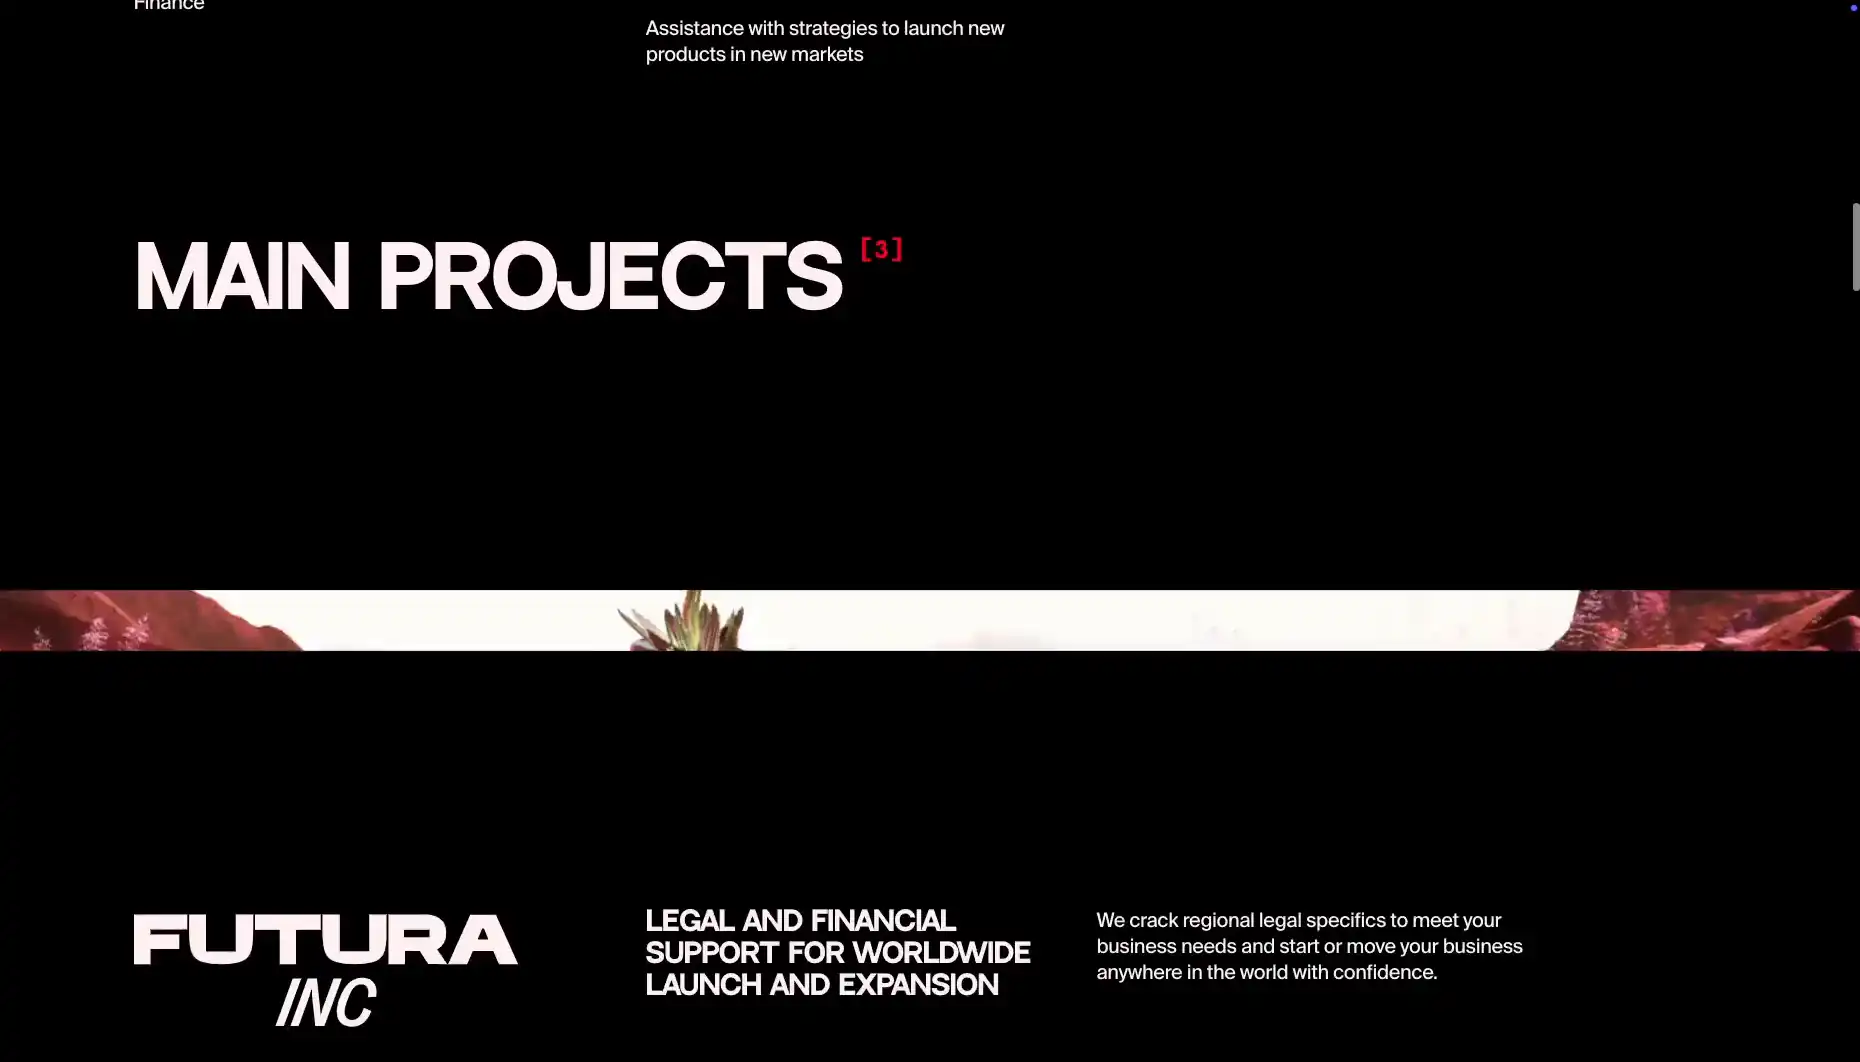 Finance
Assistance with strategies to launch new
products in new markets
MAIN PROJECTS [3]
FUTURA
INC
LEGAL AND FINANCIAL
SUPPORT FOR WORLDWIDE
LAUNCH AND EXPANSION
We crack regional legal specifics to meet your
business needs and start or move your business
anywhere in the world with confidence.